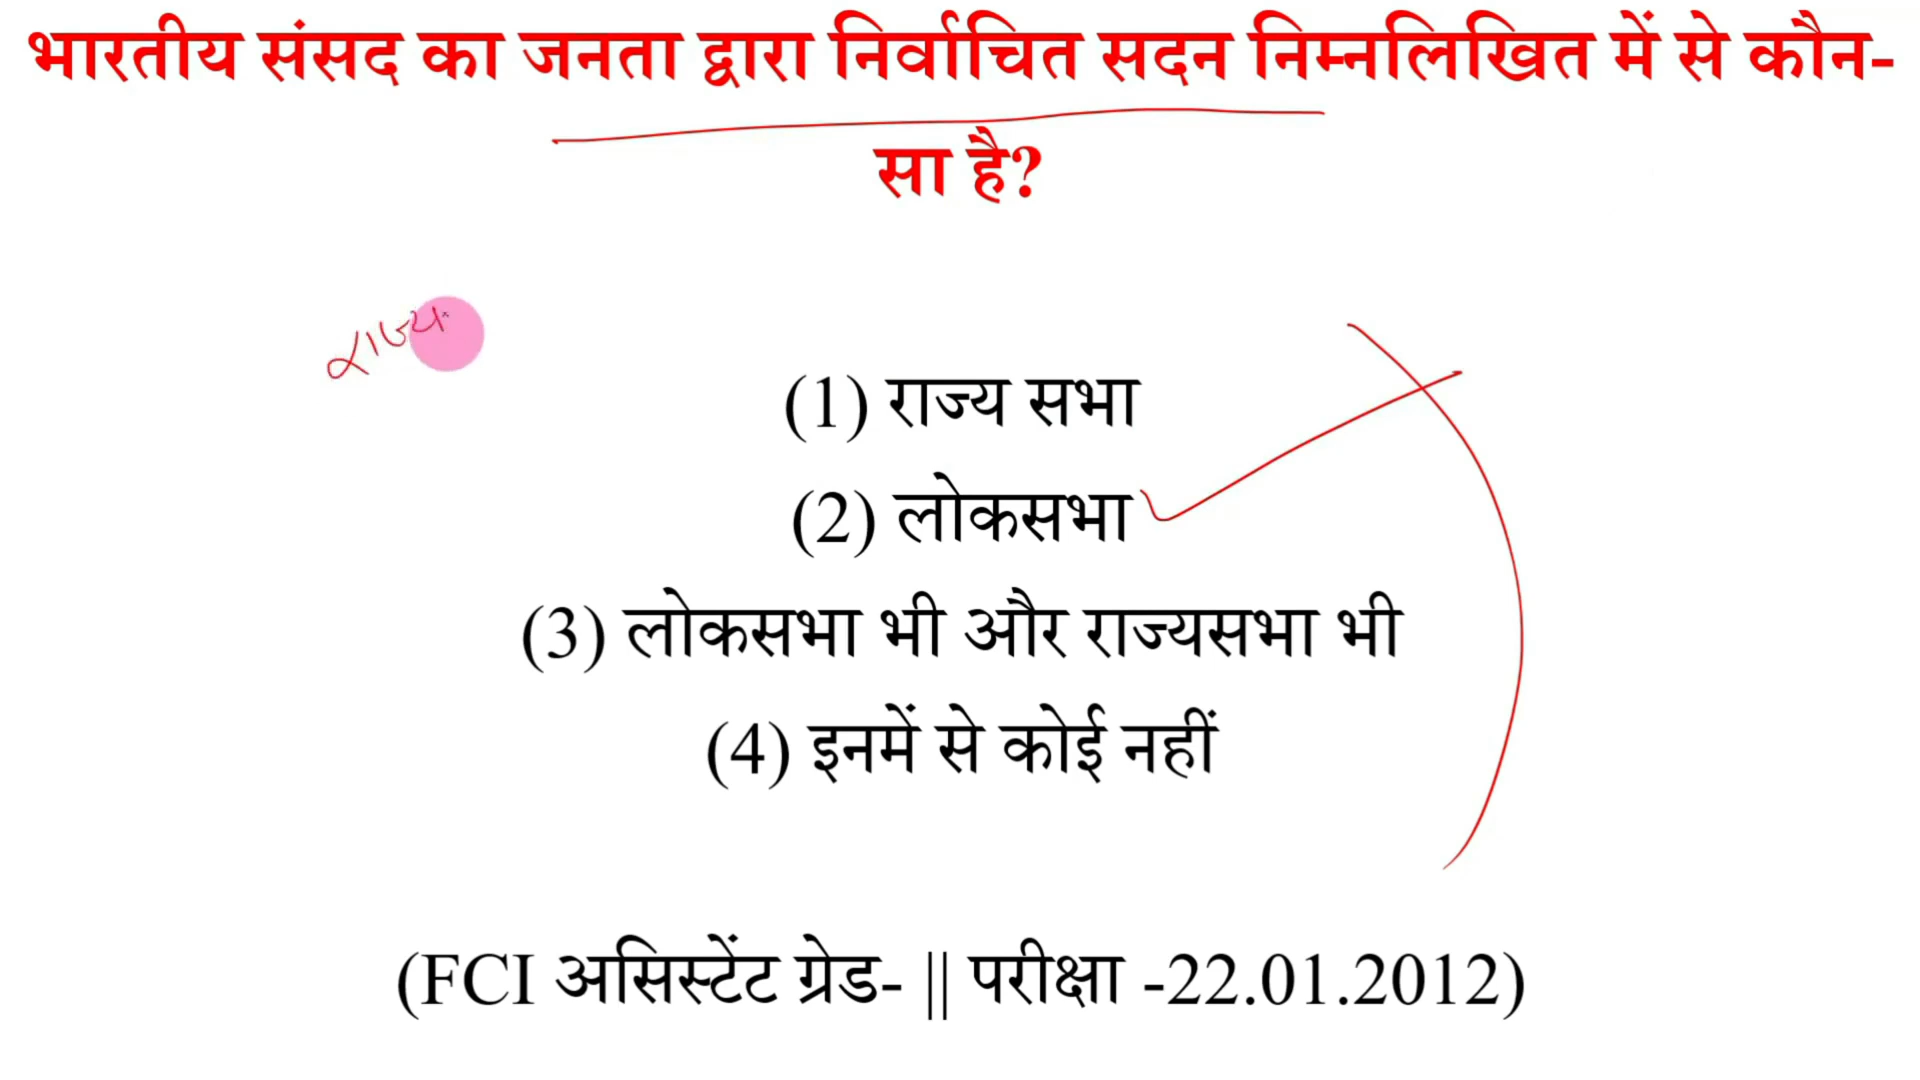 भारतीय संसद का जनता द्वारा निर्वाचित सदन निम्नलिखित में से कौन-
सा है?
राज्य
(1) राज्य सभा
(2) लोकसभा
(3) लोकसभा भी और राज्यसभा भी
(4) इनमें से कोई नहीं
(FCI असिस्टेंट ग्रेड- || परीक्षा -22.01.2012)